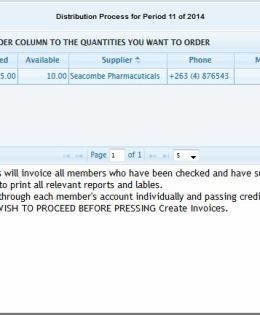 Distribution Process for Period 11 of 2014
DER COLUMN TO THE QUANTITIES YOU WANT TO ORDER
ed Available Supplier Phone M
5.00 10.00 Seacombe Pharmaceuticals +263 (4) 876543
Page 1 of 1 5
s will invoice all members who have been checked and have su
to print all relevant reports and lables.
through each member's account individually and passing credi
WISH TO PROCEED BEFORE PRESSING Create Invoices.